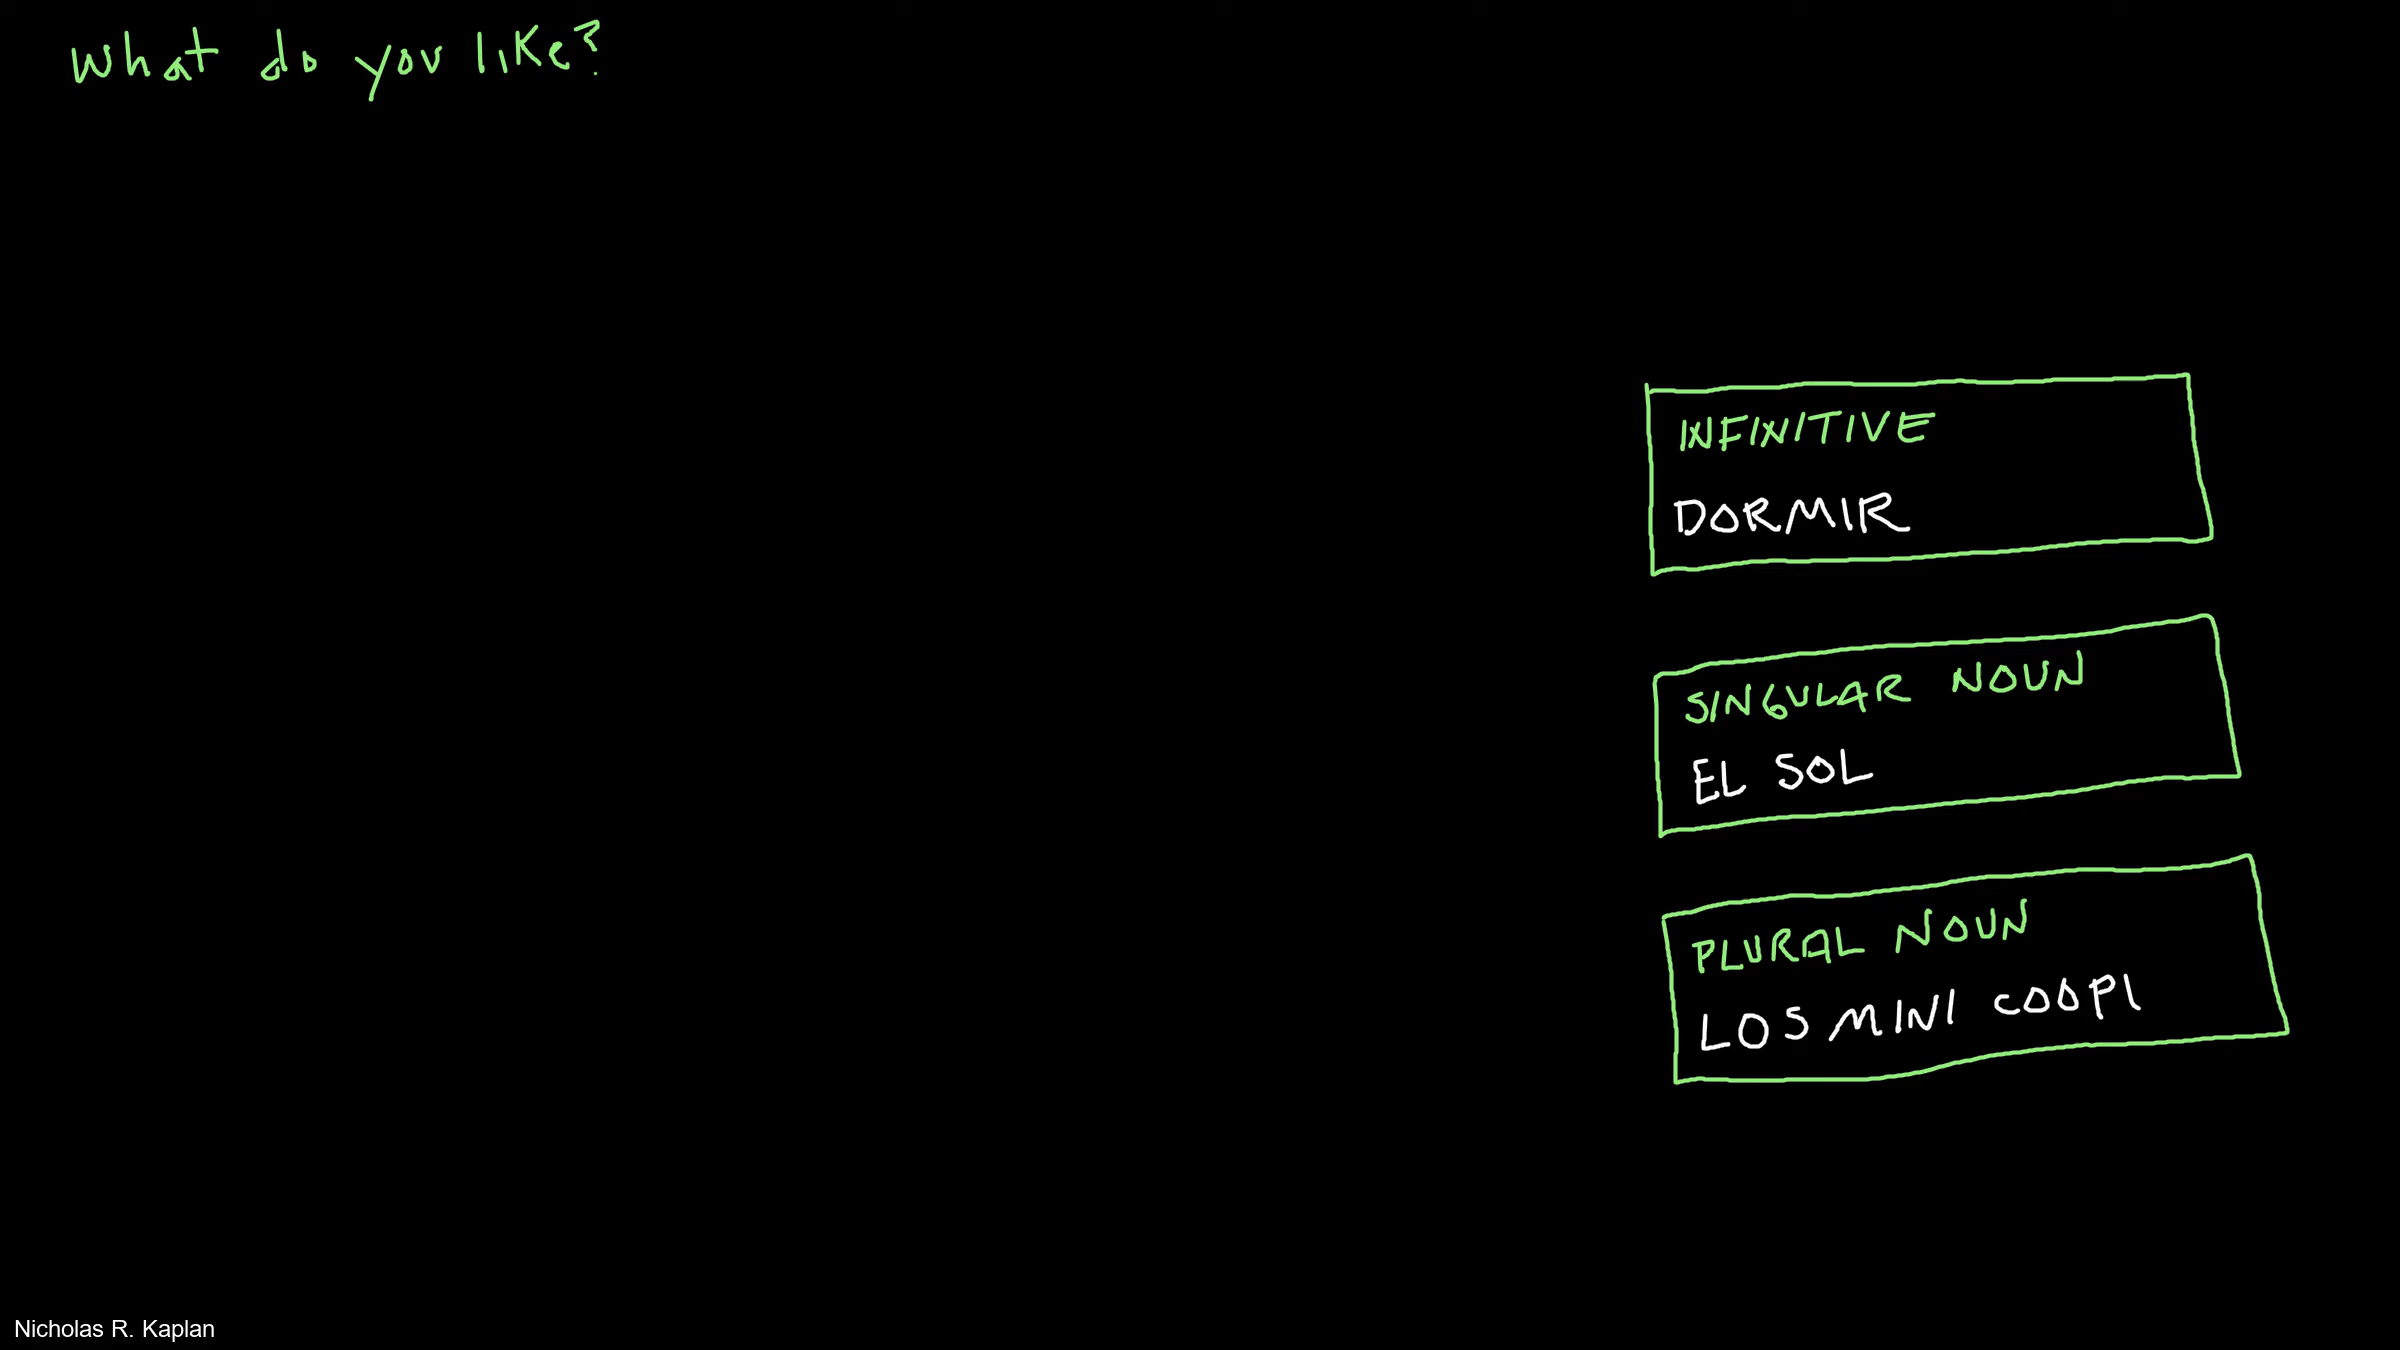 What do you like?
INFINITIVE
DORMIR
SINGULAR NOUN
EL SOL
PLURAL NOUN
LOS MINI COOPI
Nicholas R. Kaplan